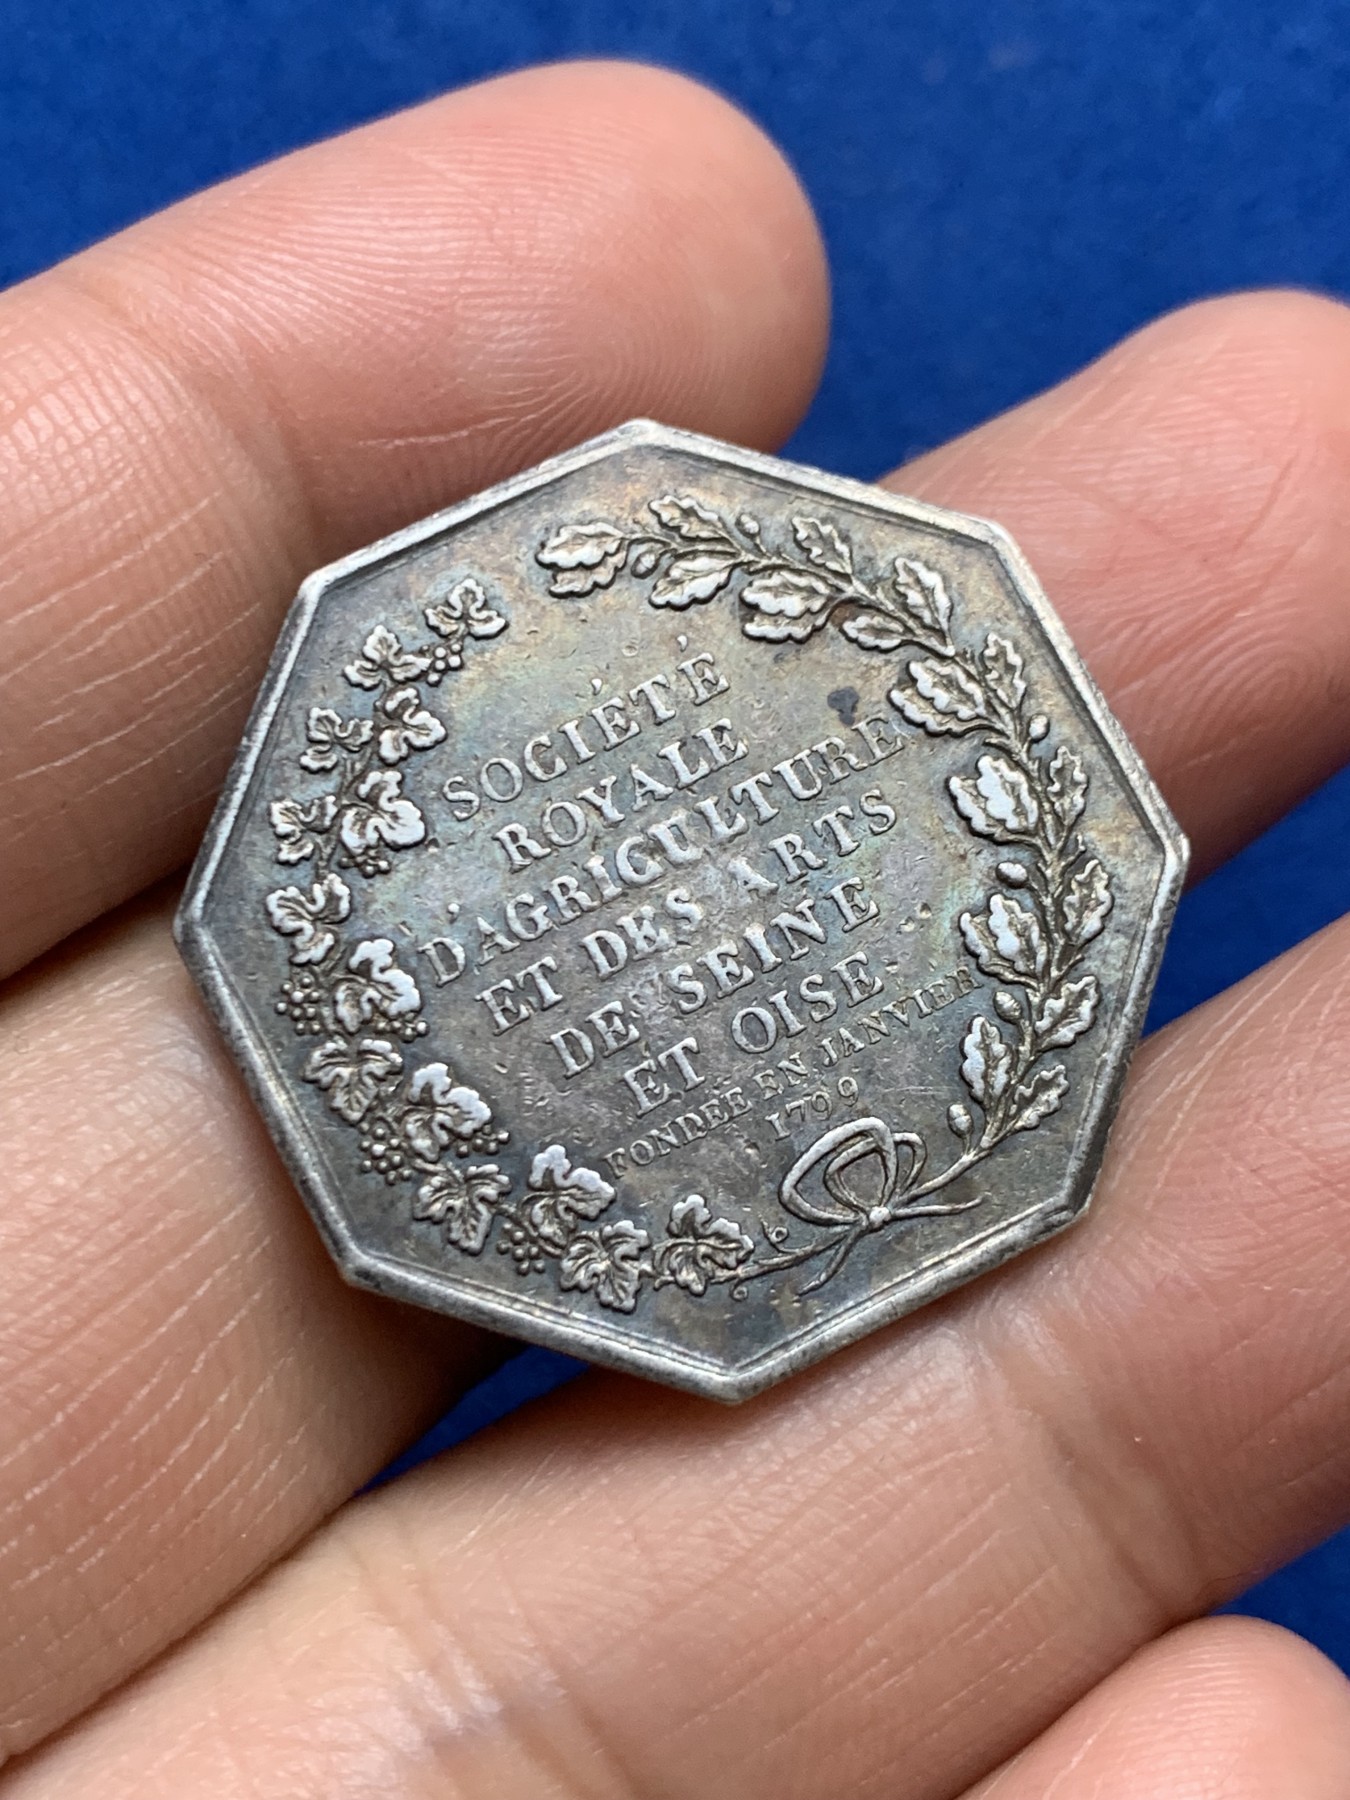 SOCIÉTÉ
ROYALE
D'AGRICULTURE
ET DES ARTS
DE SEINE
ET OISE
FONDÉE EN JANVIER
1799